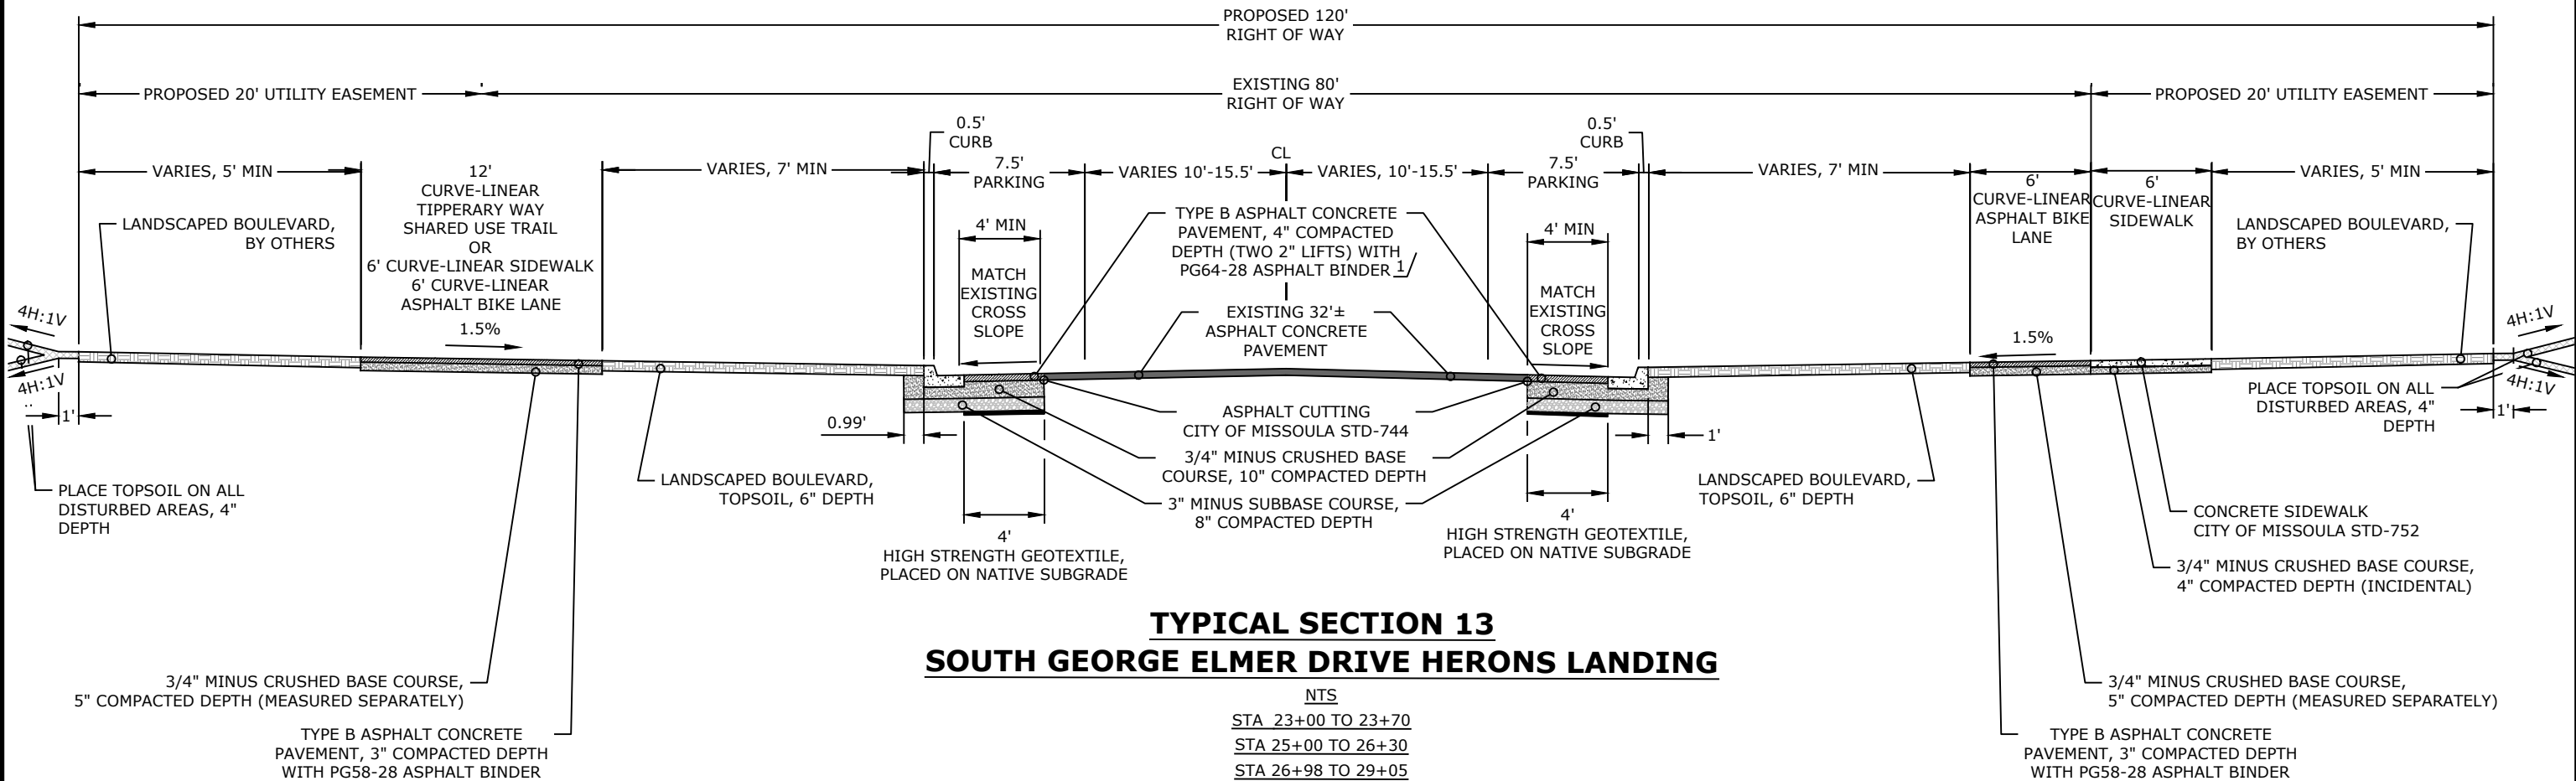 PROPOSED 120'
RIGHT OF WAY
PROPOSED 20' UTILITY EASEMENT
EXISTING 80'
RIGHT OF WAY
PROPOSED 20' UTILITY EASEMENT
0.5'
CURB
0.5'
CURB
VARIES, 5' MIN
12'
CURVE-LINEAR
TIPPERARY WAY
SHARED USE TRAIL
OR
6' CURVE-LINEAR SIDEWALK
6' CURVE-LINEAR
ASPHALT BIKE LANE
1.5%
VARIES, 7' MIN
7.5'
PARKING
VARIES 10'-15.5'
CL
VARIES, 10'-15.5'
7.5'
PARKING
VARIES, 7' MIN
6'
CURVE-LINEAR
ASPHALT BIKE
LANE
6'
CURVE-LINEAR
SIDEWALK
VARIES, 5' MIN
LANDSCAPED BOULEVARD,
BY OTHERS
4' MIN
MATCH
EXISTING
CROSS
SLOPE
TYPE B ASPHALT CONCRETE
PAVEMENT, 4" COMPACTED
DEPTH (TWO 2" LIFTS) WITH
PG64-28 ASPHALT BINDER 1/
EXISTING 32'±
ASPHALT CONCRETE
PAVEMENT
4' MIN
MATCH
EXISTING
CROSS
SLOPE
1.5%
LANDSCAPED BOULEVARD,
BY OTHERS
4H:1V
4H:1V
1'
4H:1V
4H:1V
1'
PLACE TOPSOIL ON ALL
DISTURBED AREAS, 4"
DEPTH
0.99'
LANDSCAPED BOULEVARD,
TOPSOIL, 6" DEPTH
4'
HIGH STRENGTH GEOTEXTILE,
PLACED ON NATIVE SUBGRADE
ASPHALT CUTTING
CITY OF MISSOULA STD-744
3/4" MINUS CRUSHED BASE
COURSE, 10" COMPACTED DEPTH
3" MINUS SUBBASE COURSE,
8" COMPACTED DEPTH
4'
HIGH STRENGTH GEOTEXTILE,
PLACED ON NATIVE SUBGRADE
1'
LANDSCAPED BOULEVARD,
TOPSOIL, 6" DEPTH
PLACE TOPSOIL ON ALL
DISTURBED AREAS, 4"
DEPTH
CONCRETE SIDEWALK
CITY OF MISSOULA STD-752
3/4" MINUS CRUSHED BASE COURSE,
4" COMPACTED DEPTH (INCIDENTAL)
3/4" MINUS CRUSHED BASE COURSE,
5" COMPACTED DEPTH (MEASURED SEPARATELY)
TYPE B ASPHALT CONCRETE
PAVEMENT, 3" COMPACTED DEPTH
WITH PG58-28 ASPHALT BINDER
TYPICAL SECTION 13
SOUTH GEORGE ELMER DRIVE HERONS LANDING
NTS
STA 23+00 TO 23+70
STA 25+00 TO 26+30
STA 26+98 TO 29+05
3/4" MINUS CRUSHED BASE COURSE,
5" COMPACTED DEPTH (MEASURED SEPARATELY)
TYPE B ASPHALT CONCRETE
PAVEMENT, 3" COMPACTED DEPTH
WITH PG58-28 ASPHALT BINDER